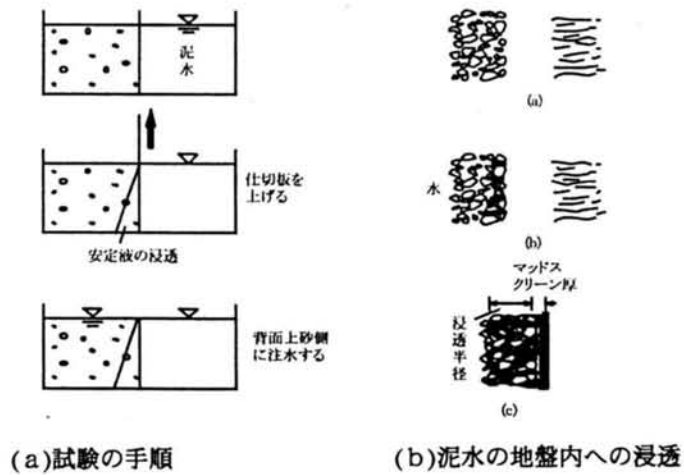 泥
水
仕切板を
上げる
安定液の浸透
背面上砂側
に注水する
(a)試験の手順
(a)
水
(b)
マッドス
クリーン厚
浸透半径
(c)
(b)泥水の地盤内への浸透